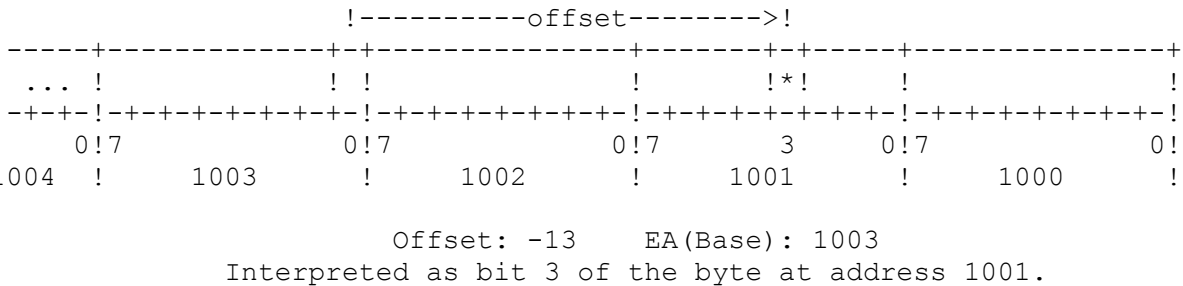 !----------offset-------->!
-----+-------------+-+---------------+-------+-+-----+---------------+
... ! ! ! ! !*! ! !
-+-+-!-+-+-+-+-+-+-+-!-+-+-+-+-+-+-+-!-+-+-+-+-+-+-+-!-+-+-+-+-+-+-+-!
0!7 0!7 0!7 3 0!7 0!
1004 ! 1003 ! 1002 ! 1001 ! 1000 !
Offset: -13 EA(Base): 1003
Interpreted as bit 3 of the byte at address 1001.